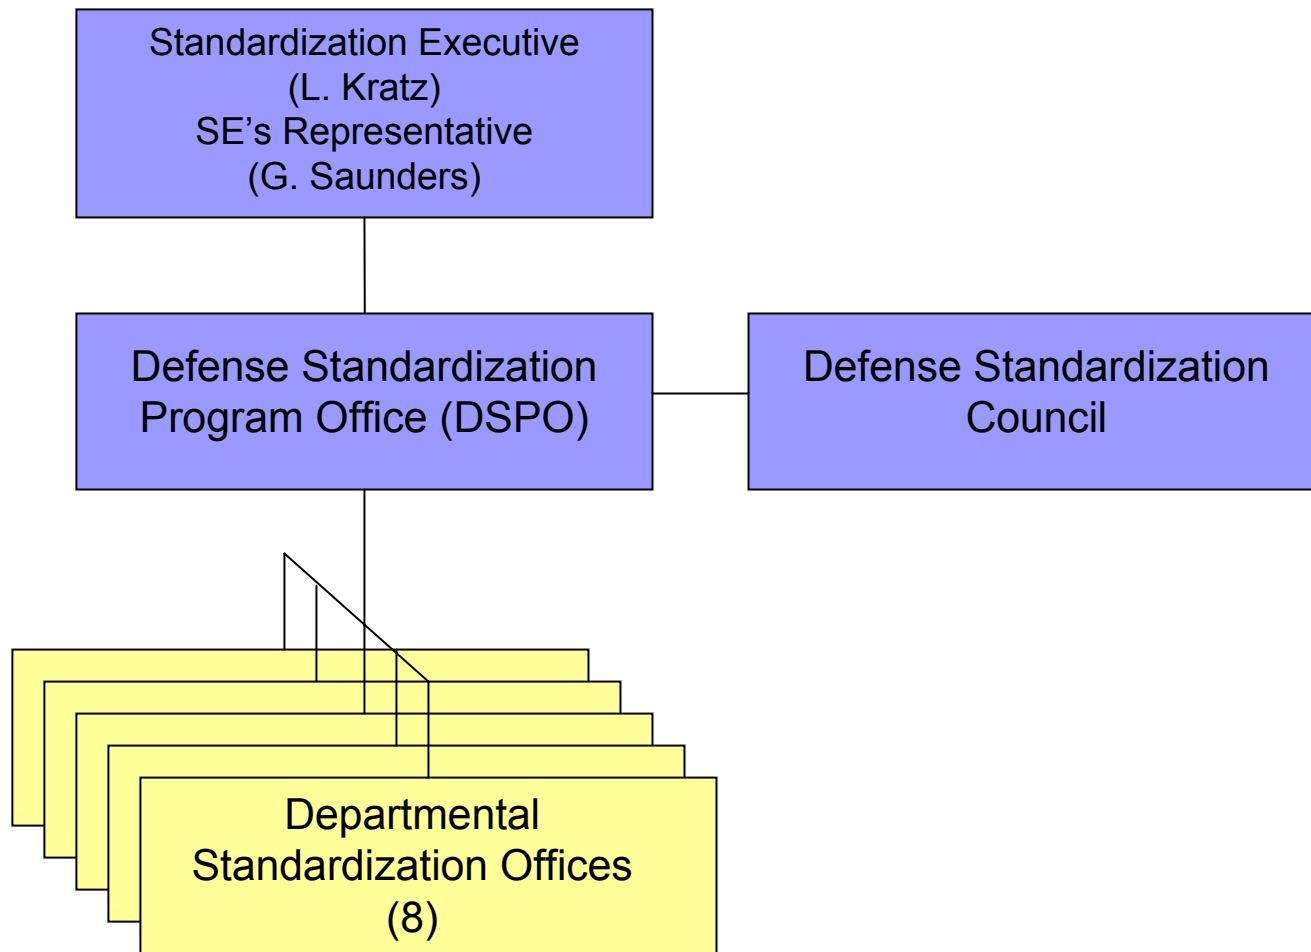 Standardization Executive
(L. Kratz)
SE’s Representative
(G. Saunders)
Defense Standardization
Program Office (DSPO)
Defense Standardization
Council
Departmental
Standardization Offices
(8)